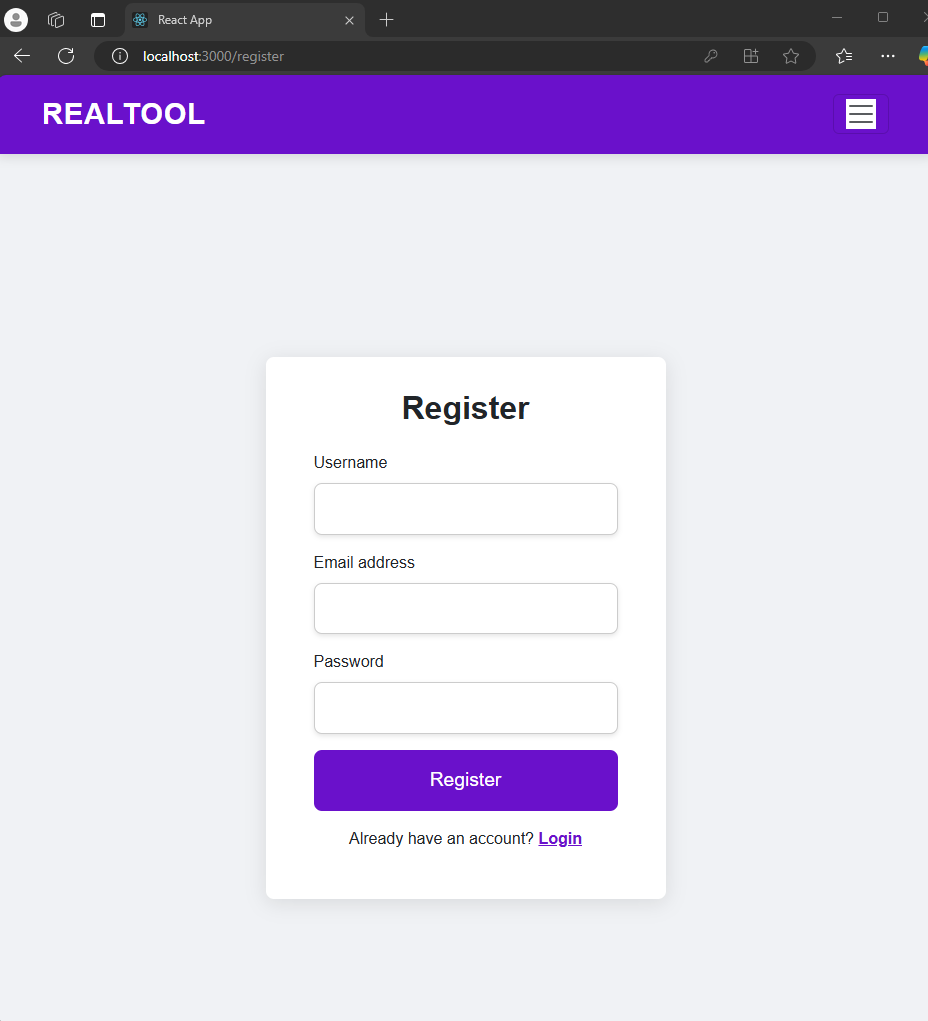 React App
localhost:3000/register
REALTOOL
Register
Username
Email address
Password
Register
Already have an account? Login